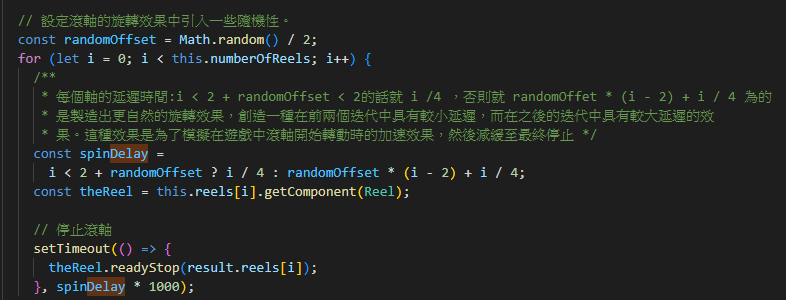 // 設定滾軸的旋轉效果中引入一些隨機性。
const randomOffset = Math.random() / 2;
for (let i = 0; i < this.numberOfReels; i++) {
/**
* 每個軸的延遲時間:i < 2 + randomOffset < 2的話就 i /4 ，否則就 randomOffet * (i - 2) + i / 4 為的
* 是製造出更自然的旋轉效果，創造一種在前兩個迭代中具有較小延遲，而在之後的迭代中具有較大延遲的效
* 果。這種效果是為了模擬在遊戲中滾軸開始轉動時的加速效果，然後減緩至最終停止 */
const spinDelay =
i < 2 + randomOffset ? i / 4 : randomOffset * (i - 2) + i / 4;
const theReel = this.reels[i].getComponent(Reel);
// 停止滾軸
setTimeout(() => {
theReel.readyStop(result.reels[i]);
}, spinDelay * 1000);